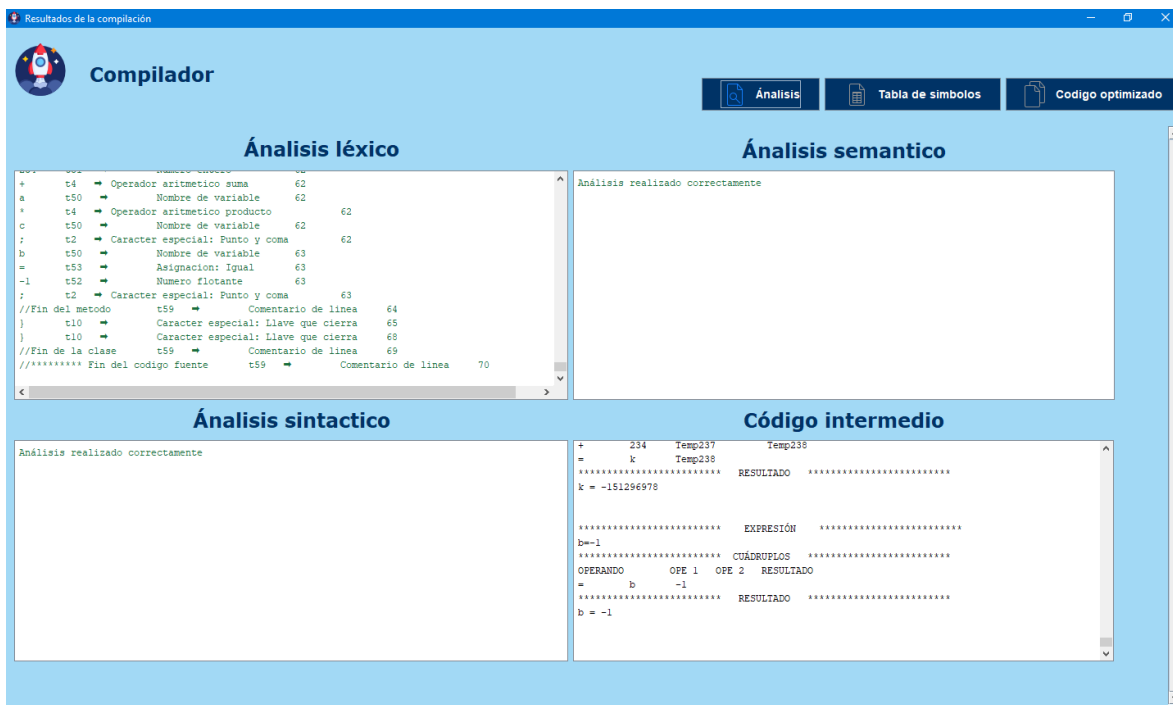 Resultados de la compilación
Compilador
Ánalisis
Tabla de simbolos
Codigo optimizado
Ánalisis léxico
+ t4 ➡ Operador aritmetico suma 62
a t50 ➡ Nombre de variable 62
* t4 ➡ Operador aritmetico producto 62
c t50 ➡ Nombre de variable 62
; t2 ➡ Caracter especial: Punto y coma 62
b t50 ➡ Nombre de variable 63
= t53 ➡ Asignacion: Igual 63
-1 t52 ➡ Numero flotante 63
; t2 ➡ Caracter especial: Punto y coma 63
//Fin del metodo t59 ➡ Comentario de linea 64
} t10 ➡ Caracter especial: Llave que cierra 65
} t10 ➡ Caracter especial: Llave que cierra 68
//Fin de la clase t59 ➡ Comentario de linea 69
//********* Fin del codigo fuente t59 ➡ Comentario de linea 70
Ánalisis semantico
Análisis realizado correctamente
Ánalisis sintactico
Análisis realizado correctamente
Código intermedio
+ 234 Temp237 Temp238
= k Temp238
************************* RESULTADO *************************
k = -151296978
************************* EXPRESIÓN *************************
b=-1
************************* CUÁDRUPLOS *************************
OPERANDO OPE 1 OPE 2 RESULTADO
= b -1
************************* RESULTADO *************************
b = -1